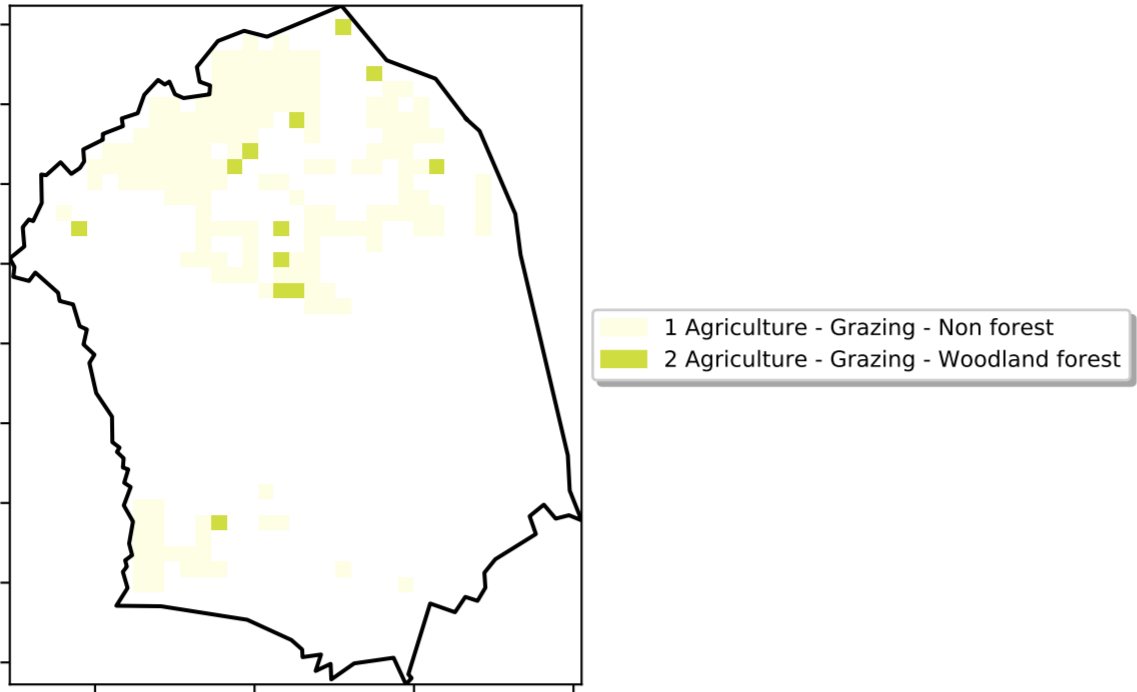 1 Agriculture - Grazing - Non forest
2 Agriculture - Grazing - Woodland forest